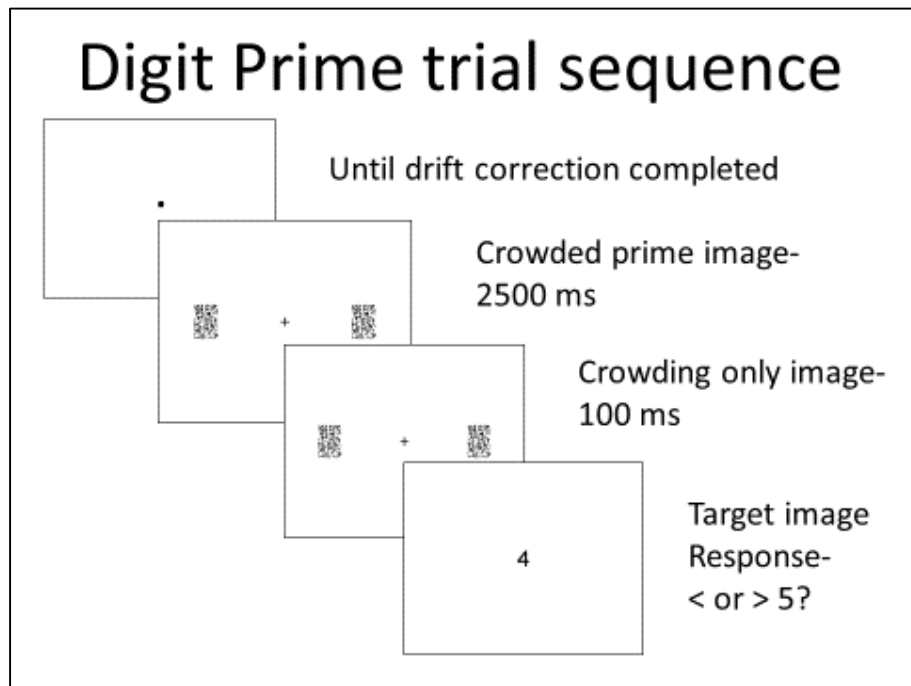 Digit Prime trial sequence
Until drift correction completed
Crowded prime image-
2500 ms
+
Crowding only image-
100 ms
+
4
Target image
Response-
< or > 5?